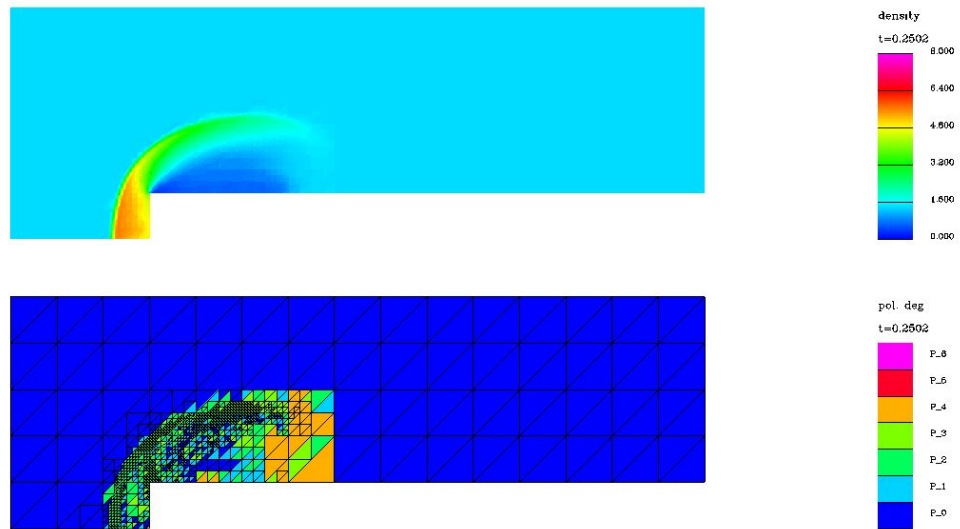 density
t=0.2502
8.000
6.400
4.800
3.200
1.600
0.000
pol. deg
t=0.2502
P_6
P_5
P_4
P_3
P_2
P_1
P_0